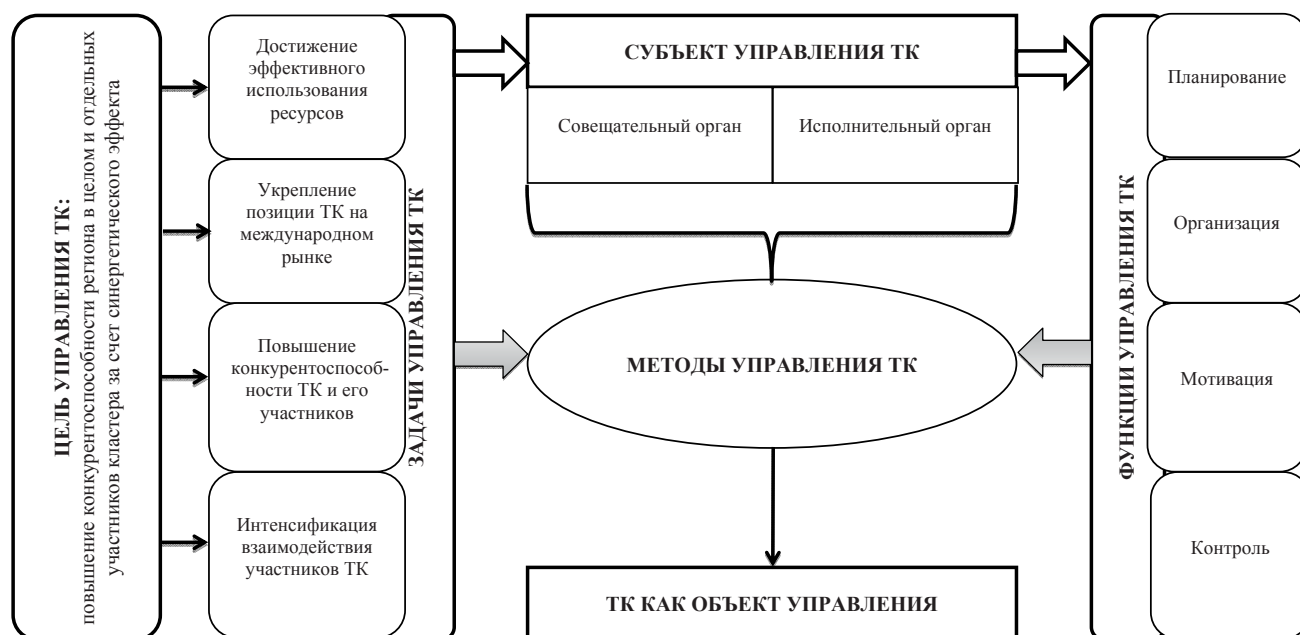 ЦЕЛЬ УПРАВЛЕНИЯ ТК:
повышение конкурентоспособности региона в целом и отдельных
участников кластера за счет синергетического эффекта
Достижение
эффективного
использования
ресурсов
Укрепление
позиции ТК на
международном
рынке
Повышение
конкурентоспособ-
ности ТК и его
участников
Интенсификация
взаимодействия
участников ТК
ЗАДАЧИ УПРАВЛЕНИЯ ТК
СУБЪЕКТ УПРАВЛЕНИЯ ТК
Совещательный орган
Исполнительный орган
МЕТОДЫ УПРАВЛЕНИЯ ТК
ТК КАК ОБЪЕКТ УПРАВЛЕНИЯ
ФУНКЦИИ УПРАВЛЕНИЯ ТК
Планирование
Организация
Мотивация
Контроль